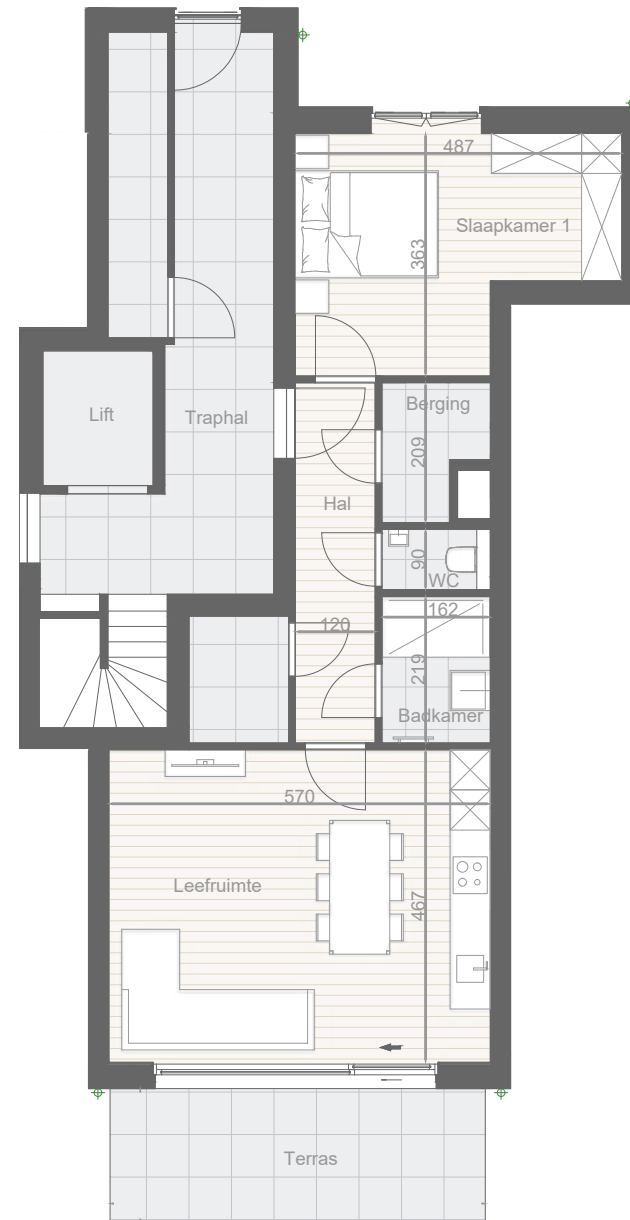 487
Slaapkamer 1
363
Lift
Traphal
Berging
209
Hal
90
WC
162
120
219
Badkamer
570
Leefruimte
467
Terras